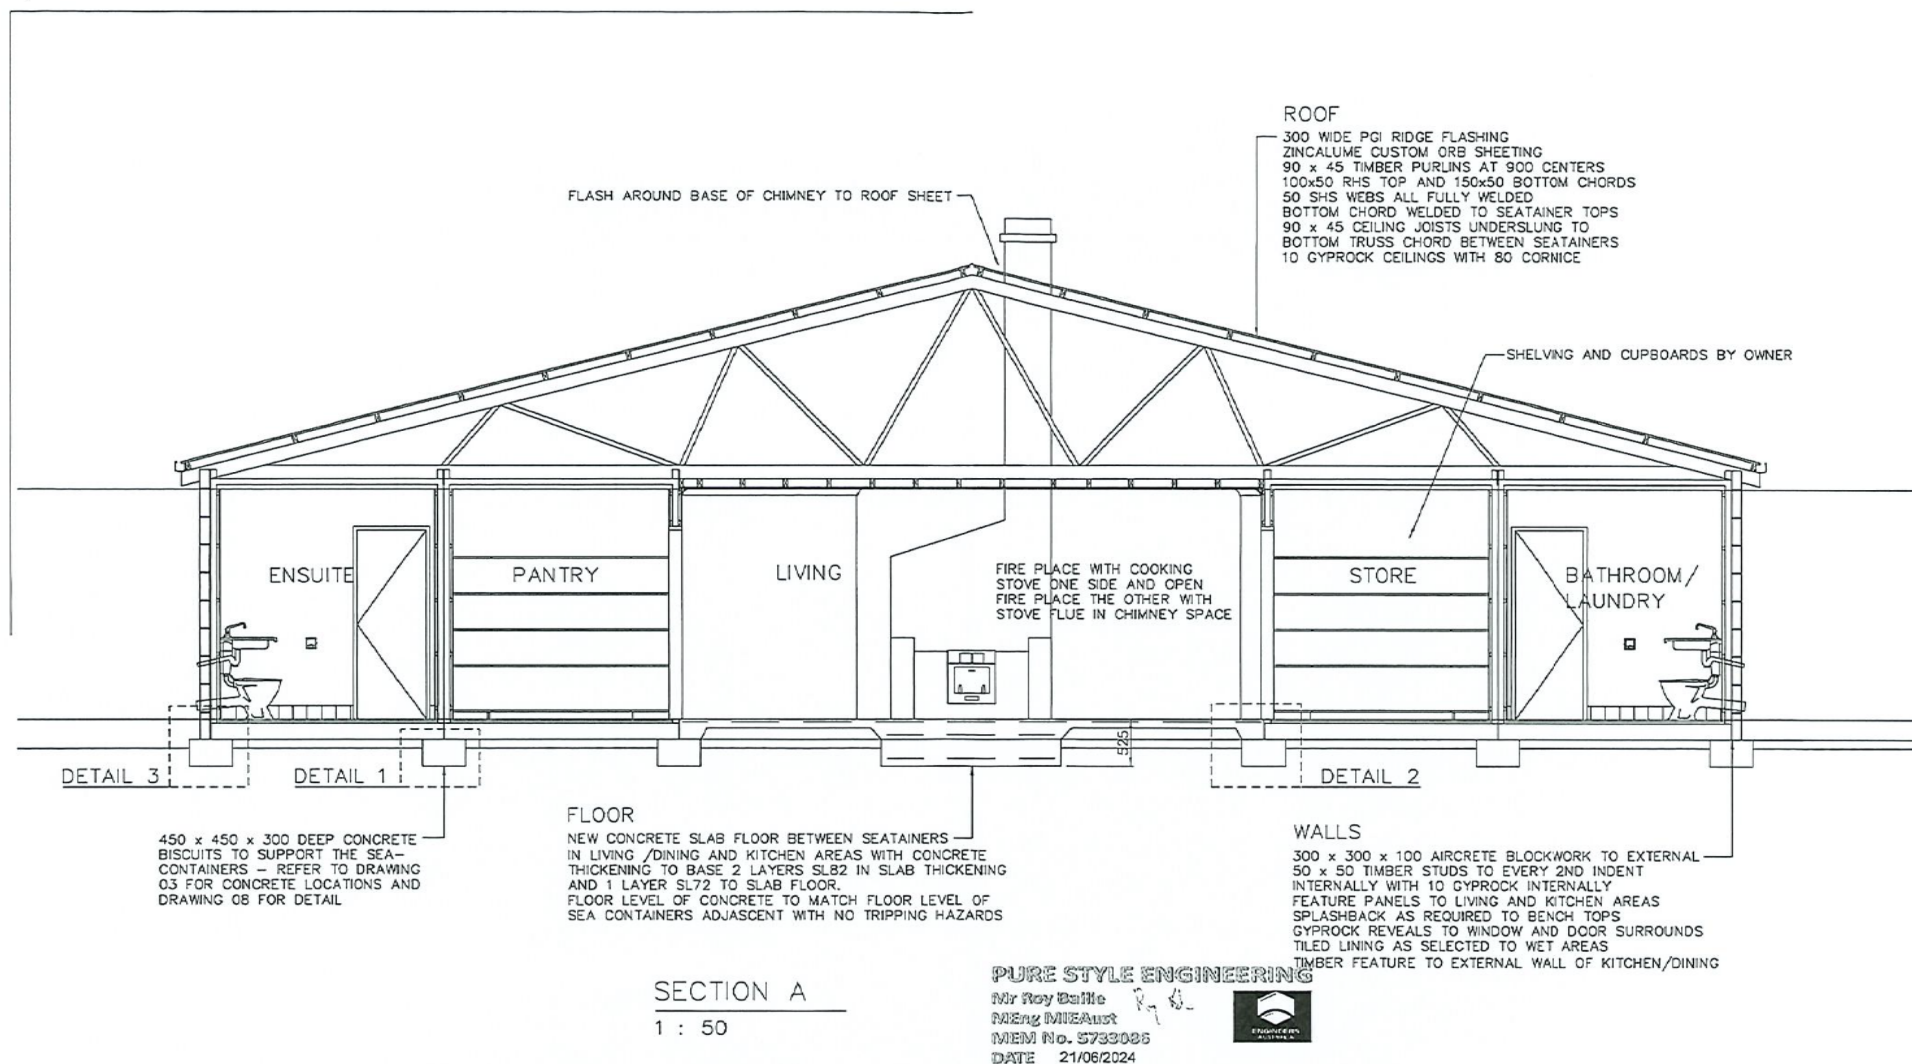 ROOF
300 WIDE PGI RIDGE FLASHING
ZINCALUME CUSTOM ORB SHEETING
90 x 45 TIMBER PURLINS AT 900 CENTERS
100x50 RHS TOP AND 150x50 BOTTOM CHORDS
50 SHS WEBS ALL FULLY WELDED
BOTTOM CHORD WELDED TO SEATAINER TOPS
90 x 45 CEILING JOISTS UNDERSLUNG TO
BOTTOM TRUSS CHORD BETWEEN SEATAINERS
10 GYPROCK CEILINGS WITH 80 CORNICE
FLASH AROUND BASE OF CHIMNEY TO ROOF SHEET
SHELVING AND CUPBOARDS BY OWNER
ENSUITE
PANTRY
LIVING
FIRE PLACE WITH COOKING
STOVE ONE SIDE AND OPEN
FIRE PLACE THE OTHER WITH
STOVE FLUE IN CHIMNEY SPACE
STORE
BATHROOM/
LAUNDRY
525
DETAIL 3
DETAIL 1
DETAIL 2
450 x 450 x 300 DEEP CONCRETE
BISCUITS TO SUPPORT THE SEA-
CONTAINERS - REFER TO DRAWING
03 FOR CONCRETE LOCATIONS AND
DRAWING 08 FOR DETAIL
FLOOR
NEW CONCRETE SLAB FLOOR BETWEEN SEATAINERS
IN LIVING /DINING AND KITCHEN AREAS WITH CONCRETE
THICKENING TO BASE 2 LAYERS SL82 IN SLAB THICKENING
AND 1 LAYER SL72 TO SLAB FLOOR.
FLOOR LEVEL OF CONCRETE TO MATCH FLOOR LEVEL OF
SEA CONTAINERS ADJASCENT WITH NO TRIPPING HAZARDS
WALLS
300 x 300 x 100 AIRCRETE BLOCKWORK TO EXTERNAL
50 x 50 TIMBER STUDS TO EVERY 2ND INDENT
INTERNALLY WITH 10 GYPROCK INTERNALLY
FEATURE PANELS TO LIVING AND KITCHEN AREAS
SPLASHBACK AS REQUIRED TO BENCH TOPS
GYPROCK REVEALS TO WINDOW AND DOOR SURROUNDS
TILED LINING AS SELECTED TO WET AREAS
TIMBER FEATURE TO EXTERNAL WALL OF KITCHEN/DINING
SECTION A
1 : 50
PURE STYLE ENGINEERING
Mr Roy Bailie
MEng MIEAust
MEM No. 5733086
DATE 21/06/2024
ENGINEERS
AUSTRALIA